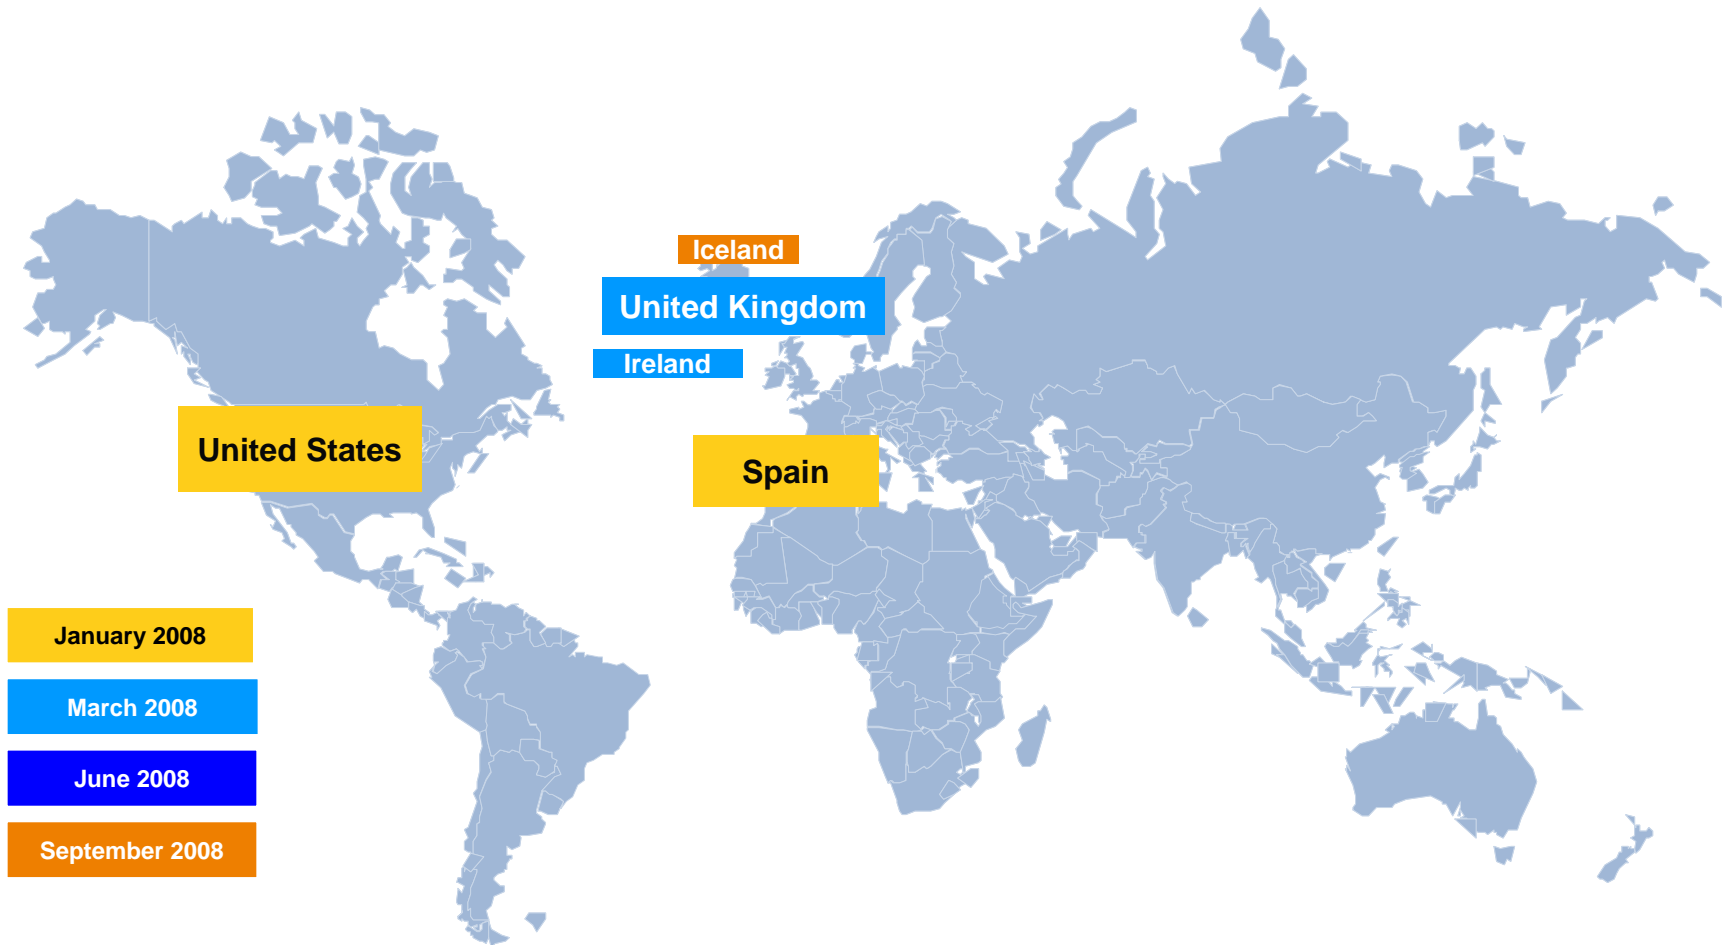 Iceland
United Kingdom
Ireland
United States
Spain
January 2008
March 2008
June 2008
September 2008